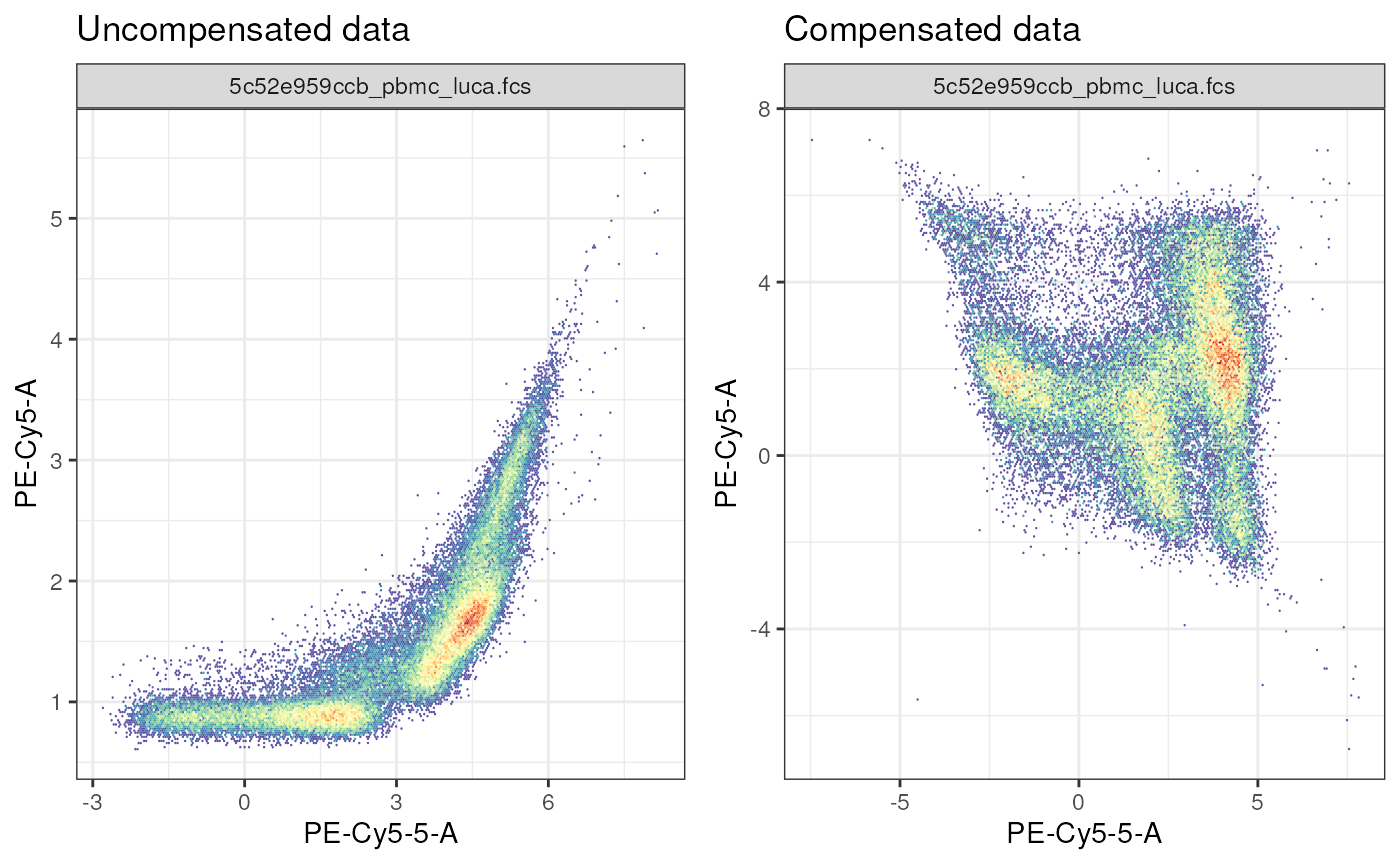 Uncompensated data
5c52e959ccb_pbmc_luca.fcs
5
4
3
2
1
PE-Cy5-A
-3 0 3 6
PE-Cy5-5-A
Compensated data
5c52e959ccb_pbmc_luca.fcs
8
4
0
-4
PE-Cy5-A
-5 0 5
PE-Cy5-5-A